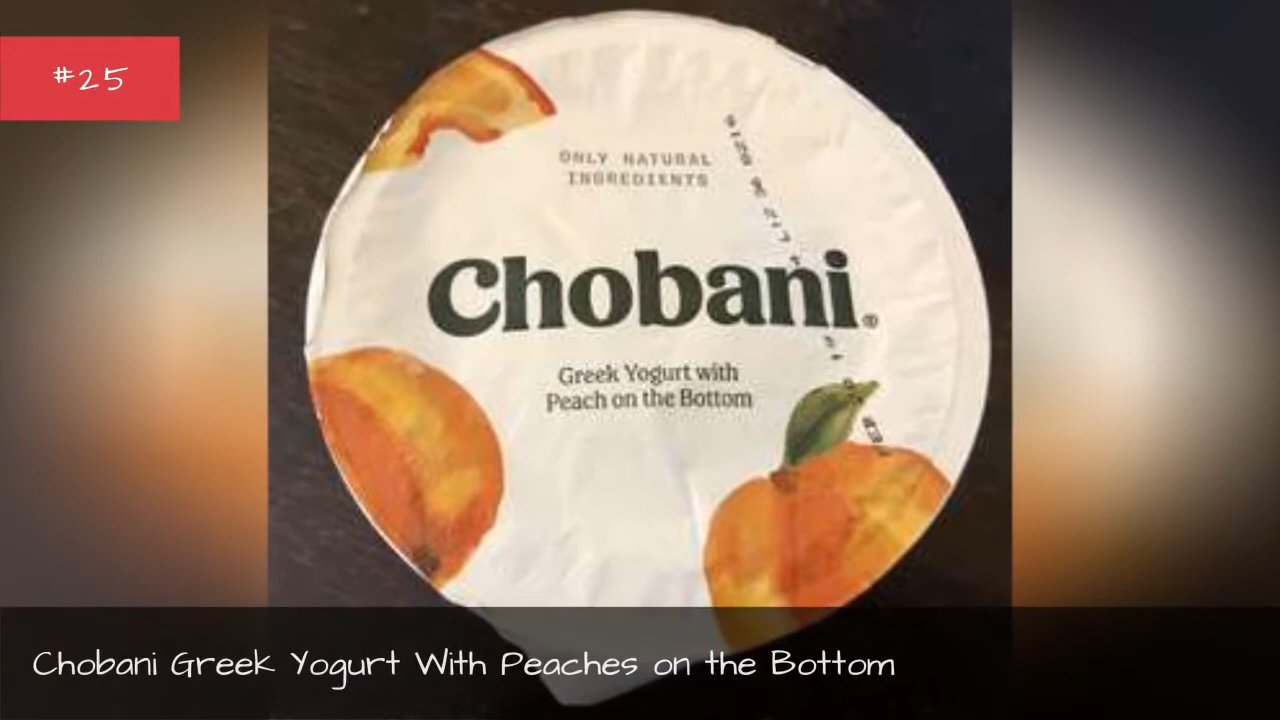 #25
ONLY NATURAL
INGREDIENTS
Chobani®
Greek Yogurt with
Peach on the Bottom
Chobani Greek Yogurt With Peaches on the Bottom